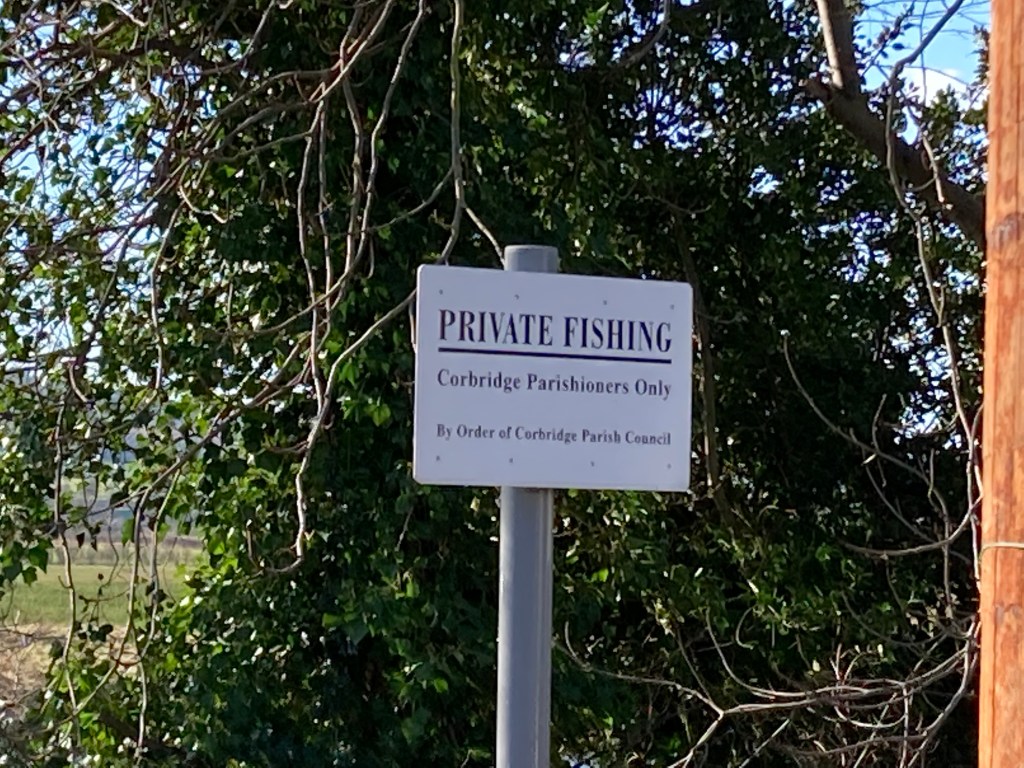 PRIVATE FISHING
Corbridge Parishioners Only
By Order of Corbridge Parish Council